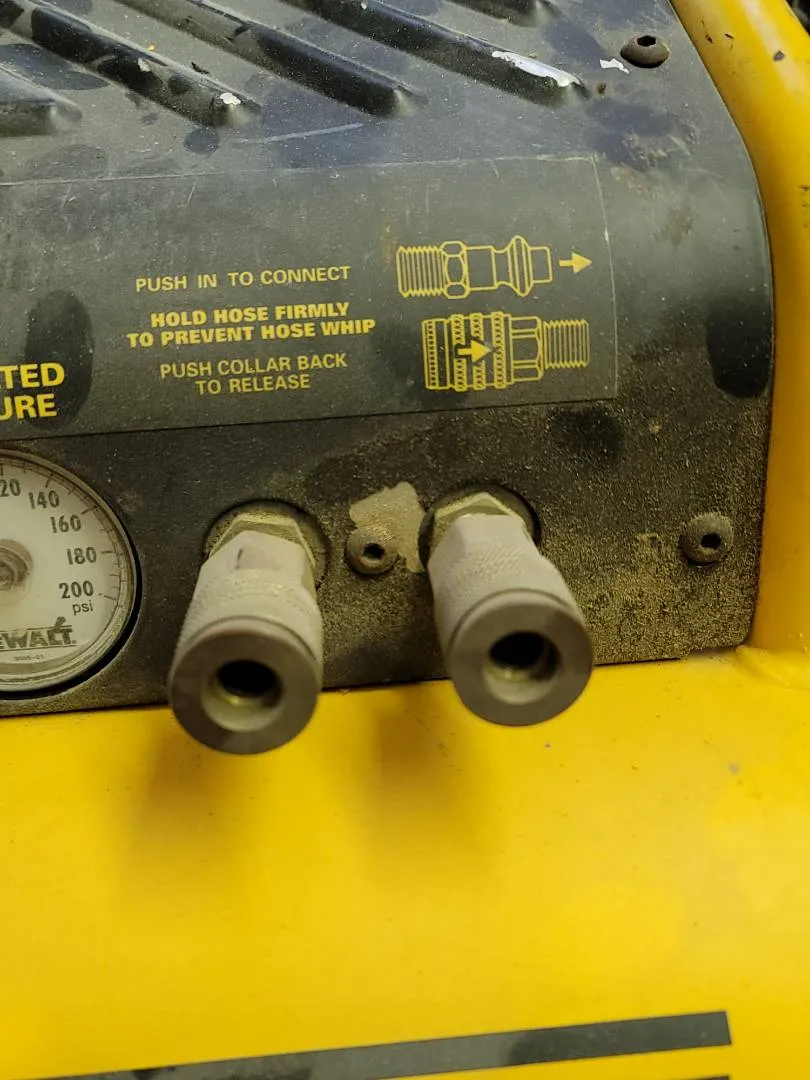 PUSH IN TO CONNECT
HOLD HOSE FIRMLY
TO PREVENT HOSE WHIP
PUSH COLLAR BACK
TO RELEASE
TED
URE
20
140
160
180
200
psi
EWALT